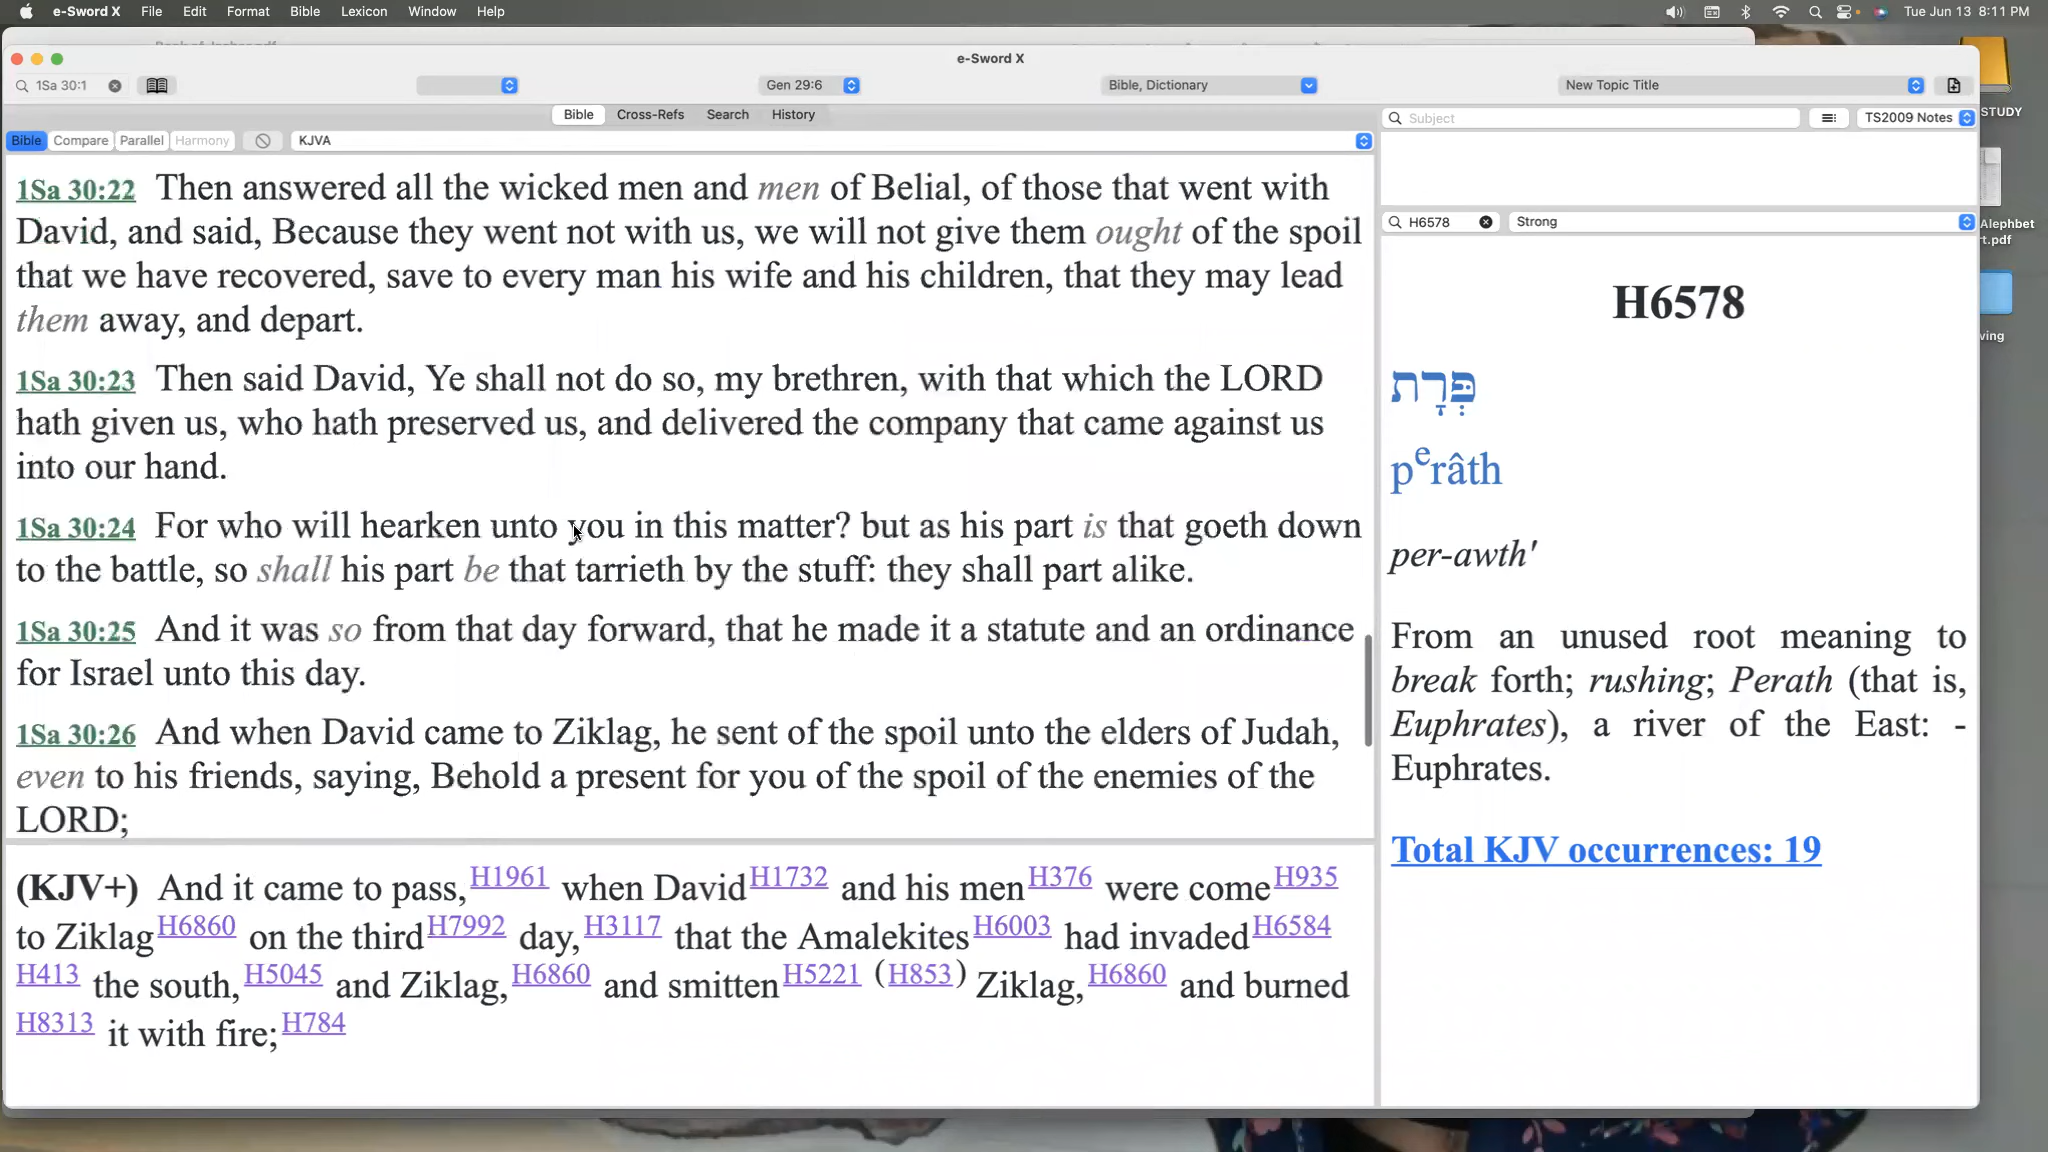 e-Sword X File Edit Format Bible Lexicon Window Help Tue Jun 13 8:11 PM
e-Sword X
1Sa 30:1 Gen 29:6 Bible, Dictionary New Topic Title
Bible Cross-Refs Search History
Bible Compare Parallel Harmony KJVA
1Sa 30:22 Then answered all the wicked men and men of Belial, of those that went with
David, and said, Because they went not with us, we will not give them ought of the spoil
that we have recovered, save to every man his wife and his children, that they may lead
them away, and depart.
1Sa 30:23 Then said David, Ye shall not do so, my brethren, with that which the LORD
hath given us, who hath preserved us, and delivered the company that came against us
into our hand.
1Sa 30:24 For who will hearken unto you in this matter? but as his part is that goeth down
to the battle, so shall his part be that tarrieth by the stuff: they shall part alike.
1Sa 30:25 And it was so from that day forward, that he made it a statute and an ordinance
for Israel unto this day.
1Sa 30:26 And when David came to Ziklag, he sent of the spoil unto the elders of Judah,
even to his friends, saying, Behold a present for you of the spoil of the enemies of the
LORD;
(KJV+) And it came to pass,H1961 when DavidH1732 and his menH376 were comeH935
to ZiklagH6860 on the thirdH7992 day,H3117 that the AmalekitesH6003 had invadedH6584
H413 the south,H5045 and Ziklag,H6860 and smittenH5221 (H853) Ziklag,H6860 and burned
H8313 it with fire;H784
Subject TS2009 Notes
H6578 Strong
H6578
פְּרָת
perâth
per-awth'
From an unused root meaning to
break forth; rushing; Perath (that is,
Euphrates), a river of the East: -
Euphrates.
Total KJV occurrences: 19
STUDY
Alephbet
rt.pdf
ving